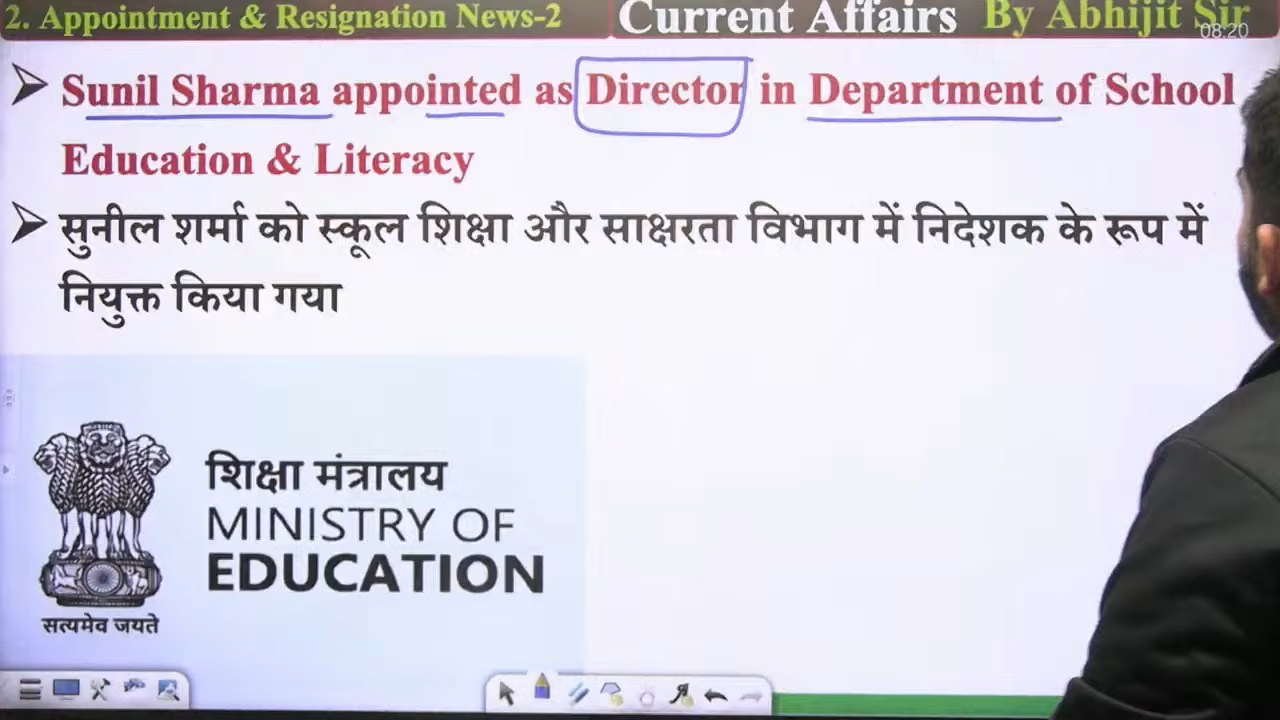 2. Appointment & Resignation News-2
Current Affairs By Abhijit Sir
08:20
Sunil Sharma appointed as Director in Department of School
Education & Literacy
सुनील शर्मा को स्कूल शिक्षा और साक्षरता विभाग में निदेशक के रूप में
नियुक्त किया गया
शिक्षा मंत्रालय
MINISTRY OF
EDUCATION
सत्यमेव जयते